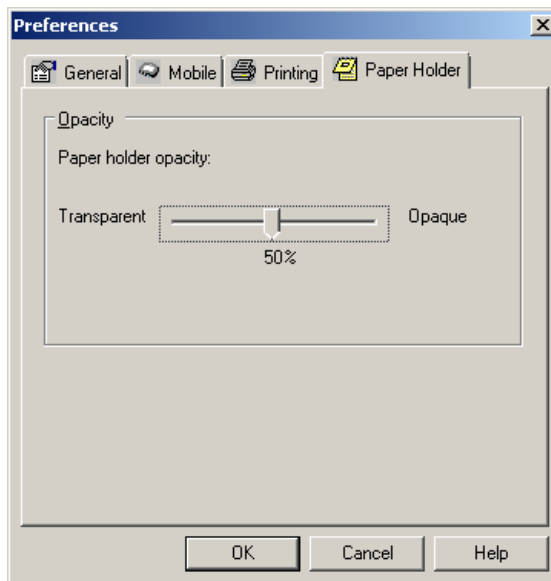 Preferences
General Mobile Printing Paper Holder
Opacity
Paper holder opacity:
Transparent Opaque
50%
OK Cancel Help